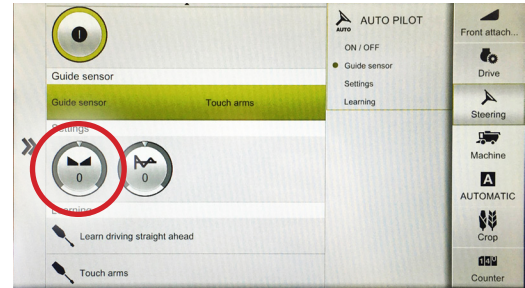 Guide sensor
Guide sensor Touch arms
Settings
0 0
Learning
Learn driving straight ahead
Touch arms
AUTO
AUTO PILOT
ON / OFF
Guide sensor
Settings
Learning
Front attach...
Drive
Steering
Machine
A
AUTOMATIC
Crop
Counter